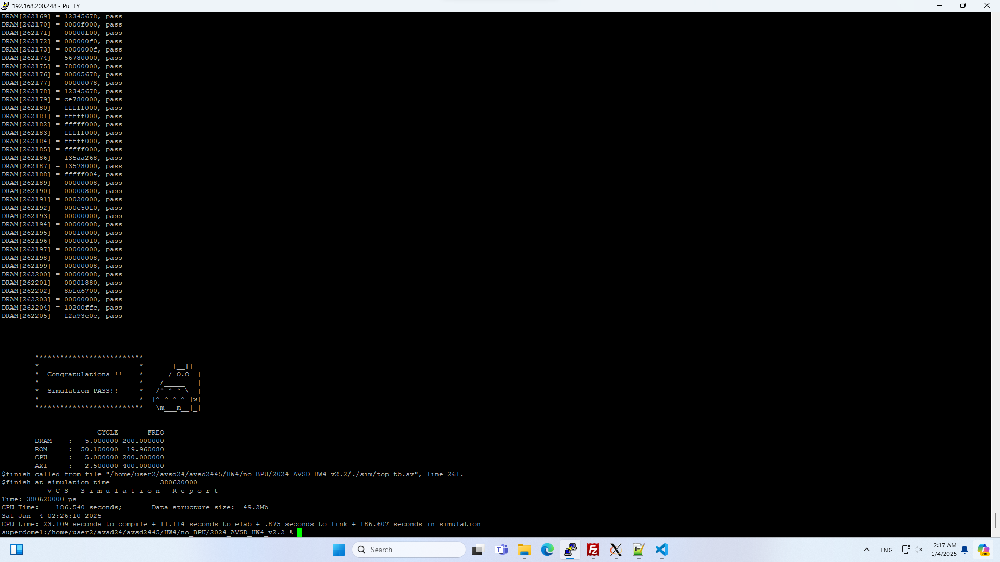 192.168.200.248 - PuTTY
DRAM[262169] = 12345678, pass
DRAM[262170] = 0000f000, pass
DRAM[262171] = 00000f00, pass
DRAM[262172] = 000000f0, pass
DRAM[262173] = 0000000f, pass
DRAM[262174] = 56780000, pass
DRAM[262175] = 78000000, pass
DRAM[262176] = 00005678, pass
DRAM[262177] = 00000078, pass
DRAM[262178] = 12345678, pass
DRAM[262179] = ce780000, pass
DRAM[262180] = fffff000, pass
DRAM[262181] = fffff000, pass
DRAM[262182] = fffff000, pass
DRAM[262183] = fffff000, pass
DRAM[262184] = fffff000, pass
DRAM[262185] = fffff000, pass
DRAM[262186] = 135aa268, pass
DRAM[262187] = 13578000, pass
DRAM[262188] = fffff004, pass
DRAM[262189] = 00000008, pass
DRAM[262190] = 00000800, pass
DRAM[262191] = 00020000, pass
DRAM[262192] = 000e50f0, pass
DRAM[262193] = 00000000, pass
DRAM[262194] = 00000008, pass
DRAM[262195] = 00010000, pass
DRAM[262196] = 00000010, pass
DRAM[262197] = 00000000, pass
DRAM[262198] = 00000008, pass
DRAM[262199] = 00000008, pass
DRAM[262200] = 00000008, pass
DRAM[262201] = 00001880, pass
DRAM[262202] = 8bfd6700, pass
DRAM[262203] = 00000000, pass
DRAM[262204] = 10200ffc, pass
DRAM[262205] = f2a93e0c, pass
**************************
*                        *       |__||
*  Congratulations !!    *      / O.O  |
*                        *    /_____   |
*  Simulation PASS!!     *   /^ ^ ^ \  |
*                        *  |^ ^ ^ ^ |w|
**************************   \m___m__|_|
CYCLE       FREQ
DRAM    :   5.000000 200.000000
ROM     :  50.100000  19.960080
CPU     :   5.000000 200.000000
AXI     :   2.500000 400.000000
$finish called from file "/home/user2/avsd24/avsd2445/HW4/no_BPU/2024_AVSD_HW4_v2.2/./sim/top_tb.sv", line 261.
$finish at simulation time            380620000
V C S   S i m u l a t i o n   R e p o r t
Time: 380620000 ps
CPU Time:    186.540 seconds;       Data structure size:  49.2Mb
Sat Jan  4 02:26:10 2025
CPU time: 23.109 seconds to compile + 11.114 seconds to elab + .875 seconds to link + 186.607 seconds in simulation
superdome1:/home/user2/avsd24/avsd2445/HW4/no_BPU/2024_AVSD_HW4_v2.2 %
Search
ENG
2:17 AM
1/4/2025
PRE